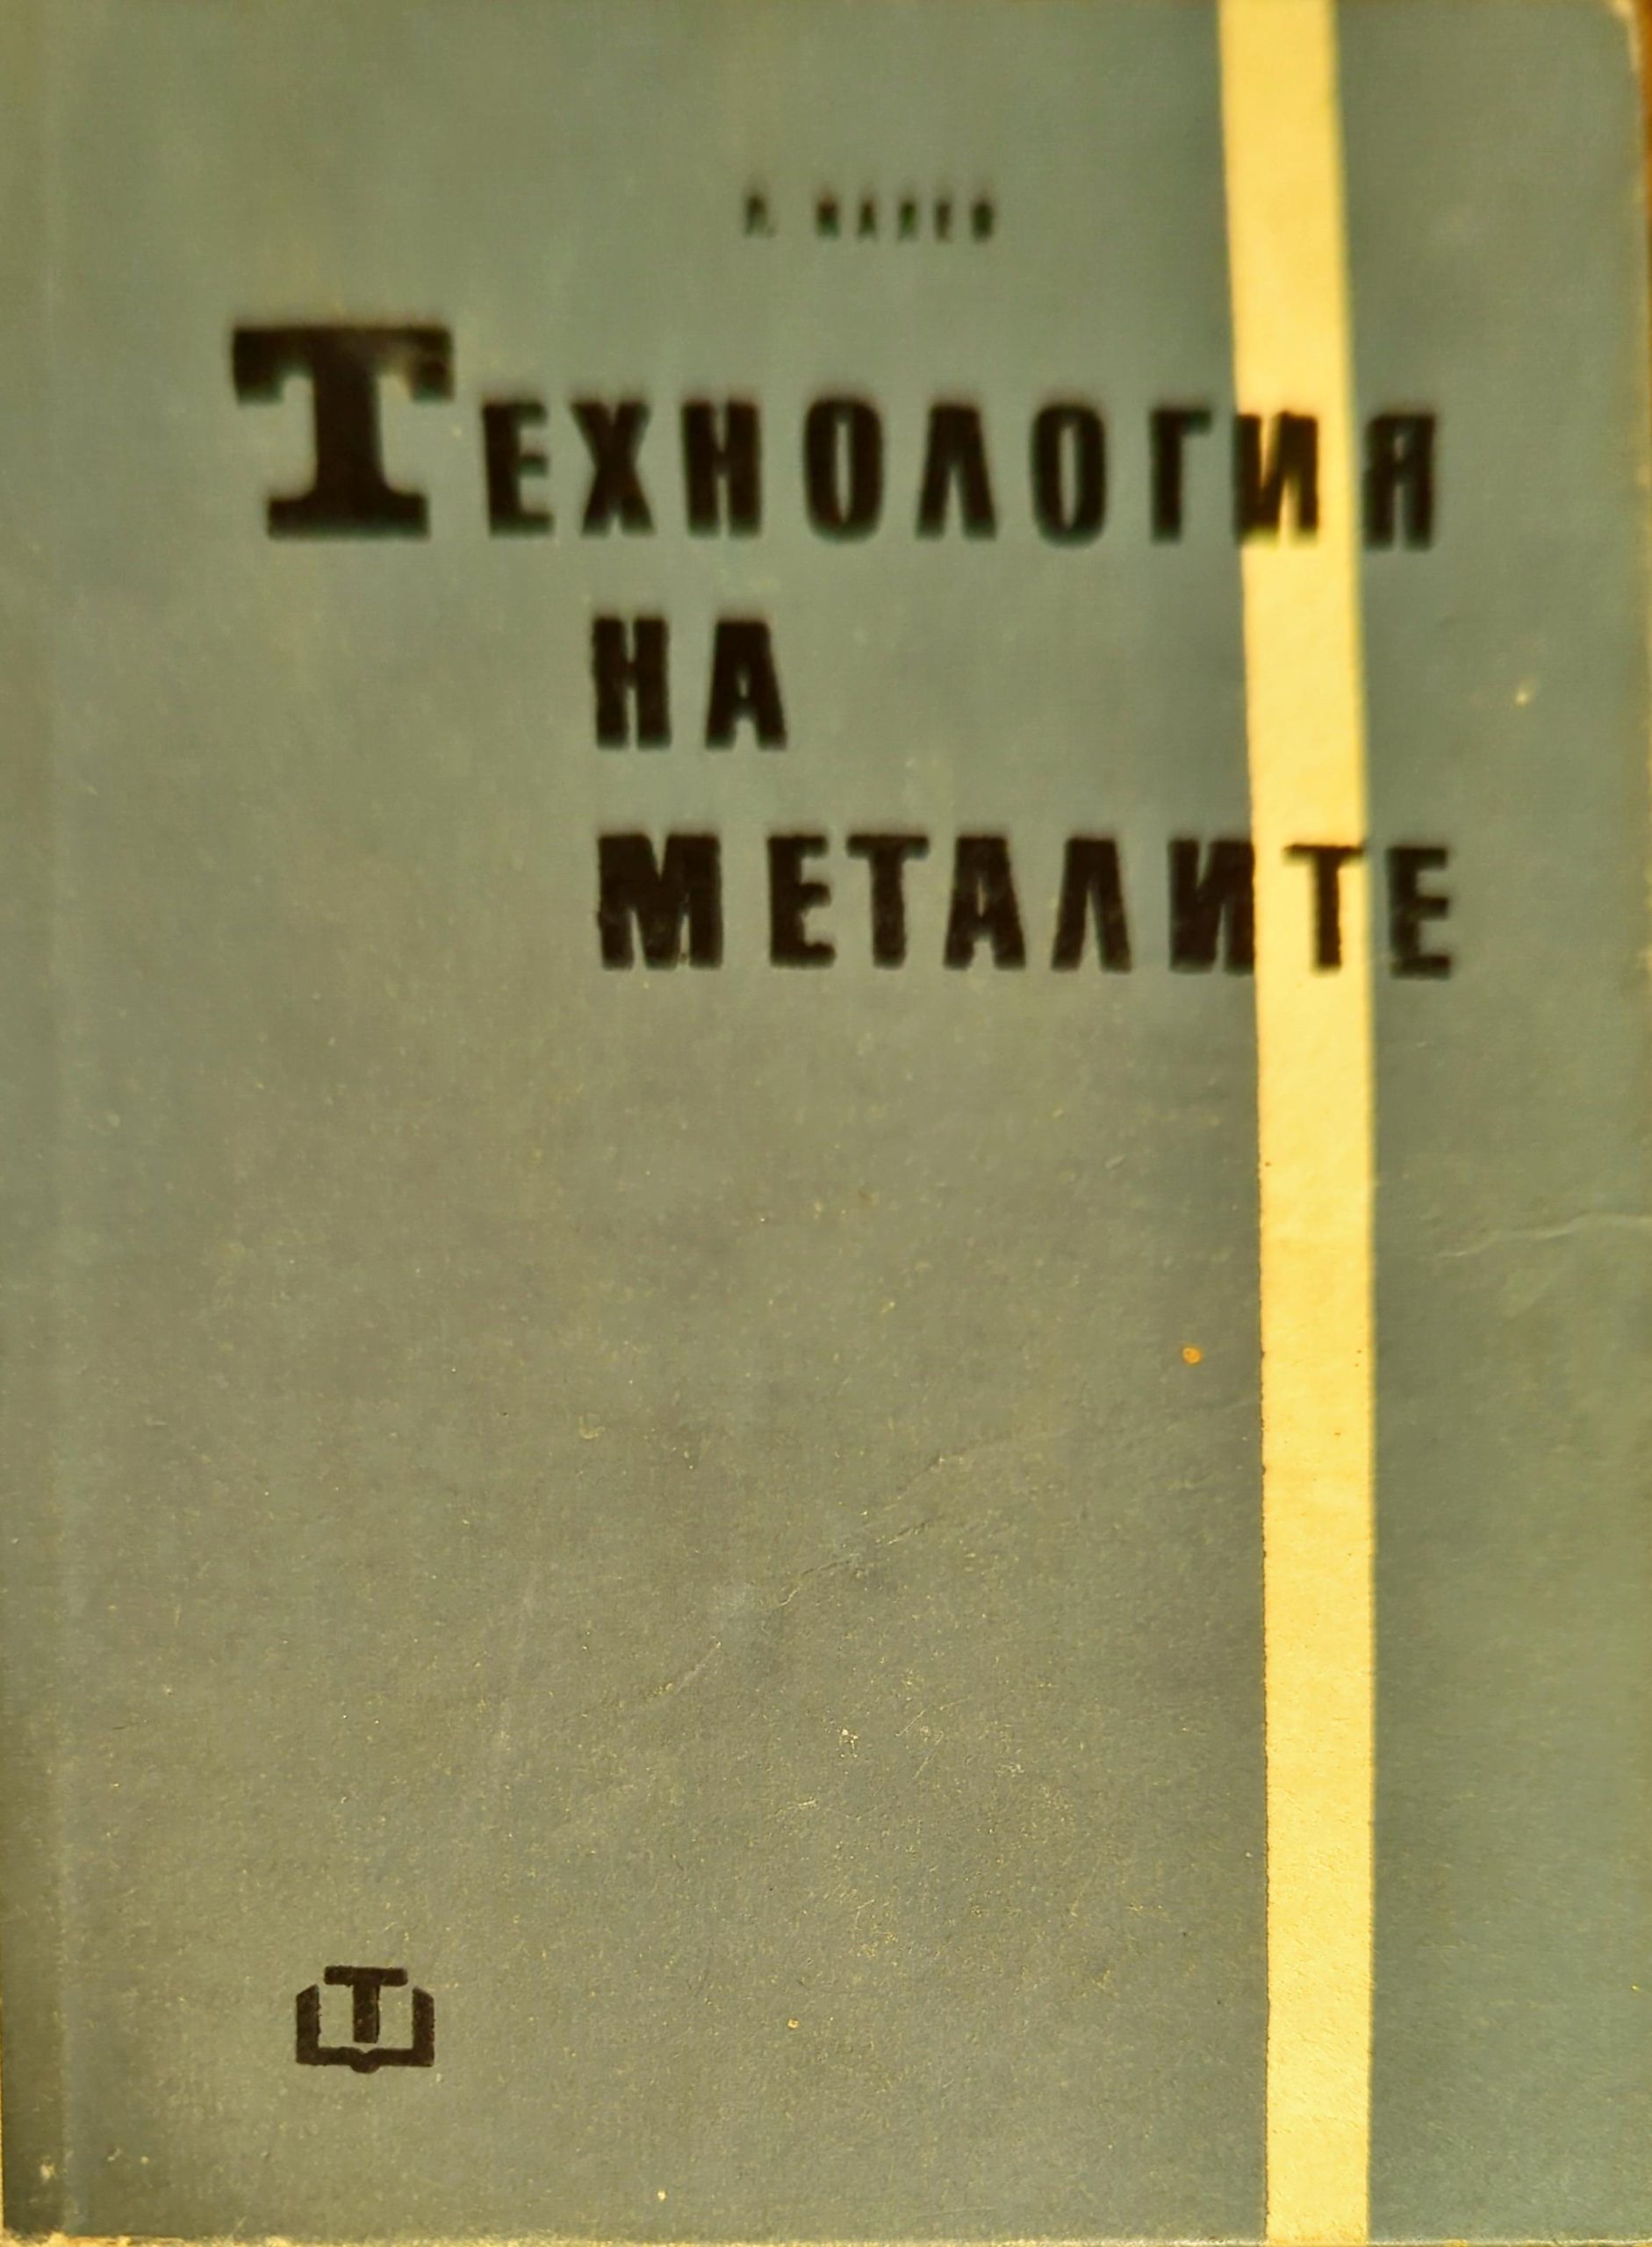 Технология
на
металите
Т